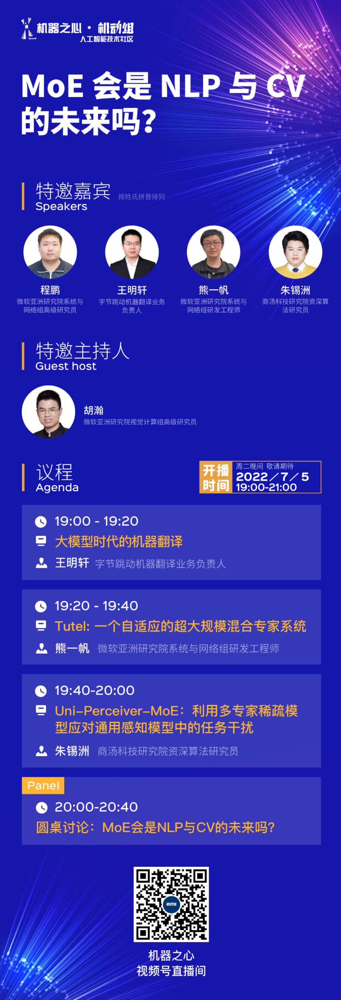 机器之心·机动组
Synced
人工智能技术社区
MoE 会是 NLP 与 CV
的未来吗?
特邀嘉宾 按姓氏拼音排列
Speakers
程鹏
微软亚洲研究院系统与
网络组高级研究员
王明轩
字节跳动机器翻译业务
负责人
熊一帆
微软亚洲研究院系统与
网络组研发工程师
朱锡洲
商汤科技研究院资深算
法研究员
特邀主持人
Guest host
胡瀚
微软亚洲研究院视觉计算组高级研究员
议程
Agenda
开播
时间
周二晚间 敬请期待
2022/7/5
19:00-21:00
19:00 - 19:20
大模型时代的机器翻译
王明轩 字节跳动机器翻译业务负责人
19:20 - 19:40
Tutel: 一个自适应的超大规模混合专家系统
熊一帆 微软亚洲研究院系统与网络组研发工程师
19:40-20:00
Uni-Perceiver-MoE：利用多专家稀疏模
型应对通用感知模型中的任务干扰
朱锡洲 商汤科技研究院资深算法研究员
Panel
20:00-20:40
圆桌讨论：MoE会是NLP与CV的未来吗?
机动组
机器之心
视频号直播间